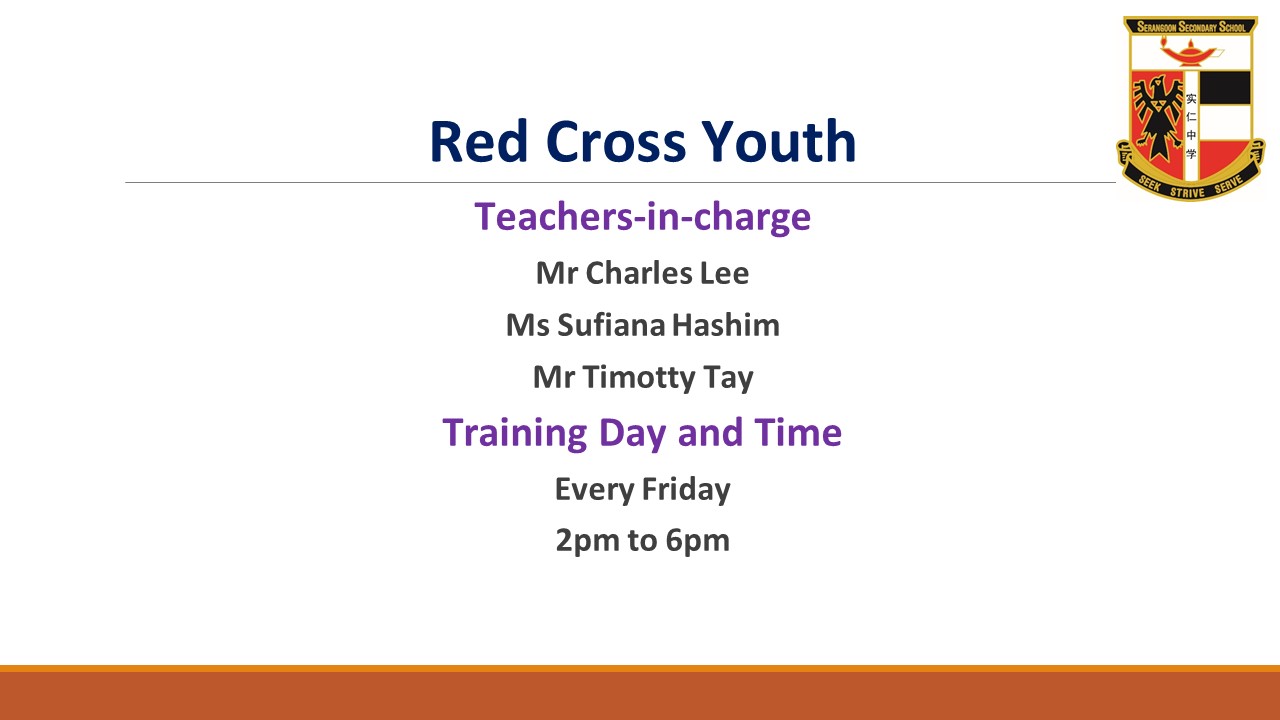 SERANGOON SECONDARY SCHOOL
实
仁
中
学
SEEK STRIVE SERVE
Red Cross Youth
Teachers-in-charge
Mr Charles Lee
Ms Sufiana Hashim
Mr Timotty Tay
Training Day and Time
Every Friday
2pm to 6pm